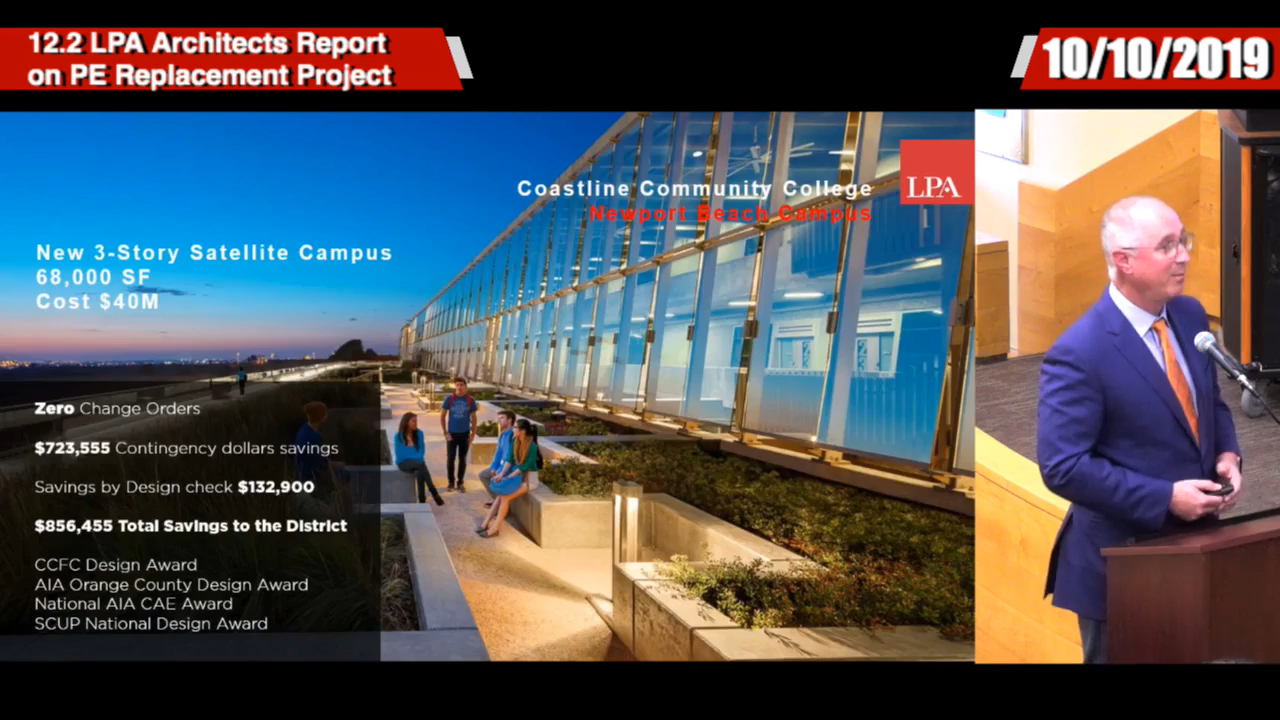 12.2 LPA Architects Report
on PE Replacement Project
10/10/2019
Coastline Community College
Newport Beach Campus
LPA
New 3-Story Satellite Campus
68,000 SF
Cost $40M
Zero Change Orders
$723,555 Contingency dollars savings
Savings by Design check $132,900
$856,455 Total Savings to the District
CCFC Design Award
AIA Orange County Design Award
National AIA CAE Award
SCUP National Design Award